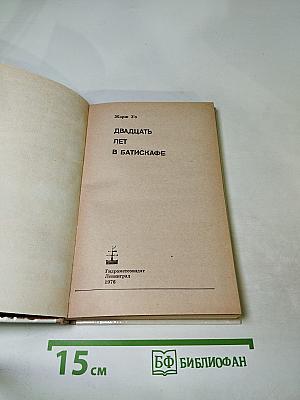 Жорж Уо
ДВАДЦАТЬ
ЛЕТ
В БАТИСКАФЕ
Гидрометеоиздат
Ленинград
1976
15 см
БФ БИБЛИОФАН